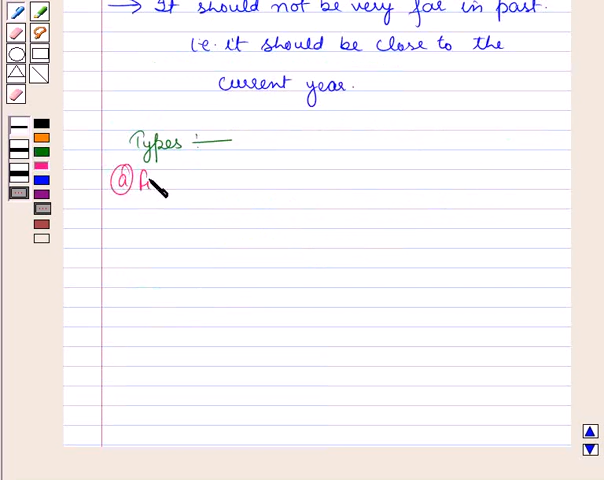 → It should not be very far in past.
i.e. it should be close to the
current year.
Types :—
(a)